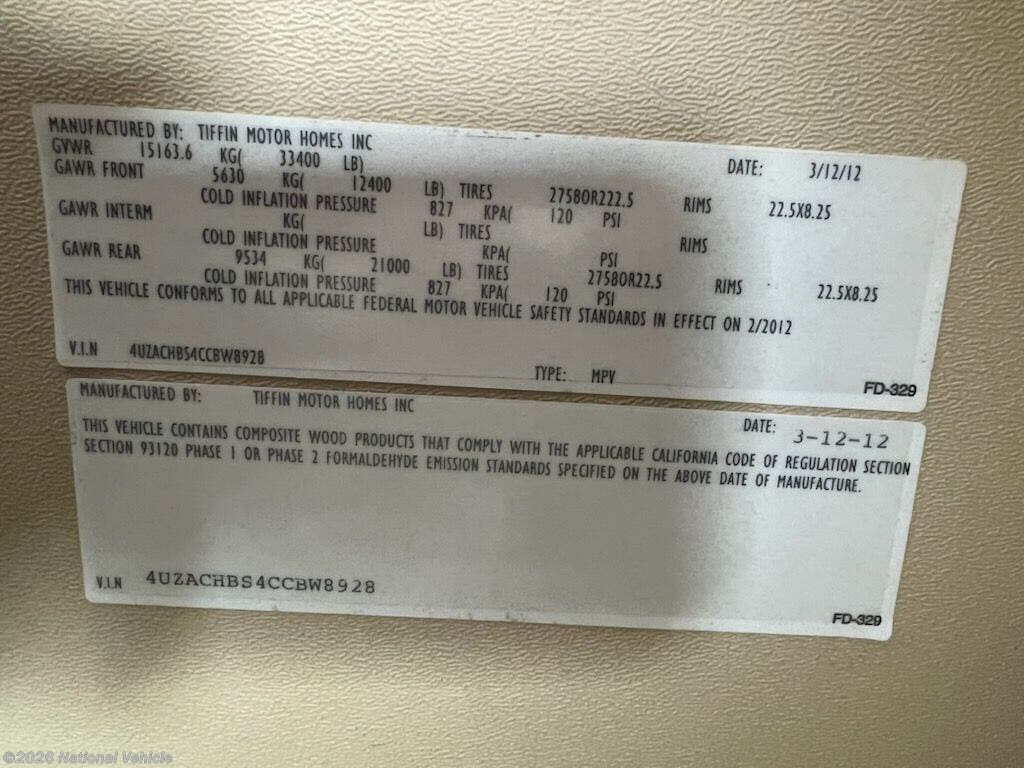 MANUFACTURED BY: TIFFIN MOTOR HOMES INC
DATE: 3/12/12
GVWR 15163.6 KG( 33400 LB)
GAWR FRONT 5630 KG( 12400 LB) TIRES 27580R222.5 RIMS 22.5X8.25
COLD INFLATION PRESSURE 827 KPA( 120 PSI
GAWR INTERM KG( LB) TIRES RIMS
COLD INFLATION PRESSURE KPA( PSI
GAWR REAR 9534 KG( 21000 LB) TIRES 27580R22.5 RIMS 22.5X8.25
COLD INFLATION PRESSURE 827 KPA( 120 PSI
THIS VEHICLE CONFORMS TO ALL APPLICABLE FEDERAL MOTOR VEHICLE SAFETY STANDARDS IN EFFECT ON 2/2012
V.I.N 4UZACHBS4CCBW8928 TYPE: MPV
FD-329
MANUFACTURED BY: TIFFIN MOTOR HOMES INC
DATE: 3-12-12
THIS VEHICLE CONTAINS COMPOSITE WOOD PRODUCTS THAT COMPLY WITH THE APPLICABLE CALIFORNIA CODE OF REGULATION SECTION
SECTION 93120 PHASE 1 OR PHASE 2 FORMALDEHYDE EMISSION STANDARDS SPECIFIED ON THE ABOVE DATE OF MANUFACTURE.
V.I.N 4UZACHBS4CCBW8928
FD-329
©2026 National Vehicle